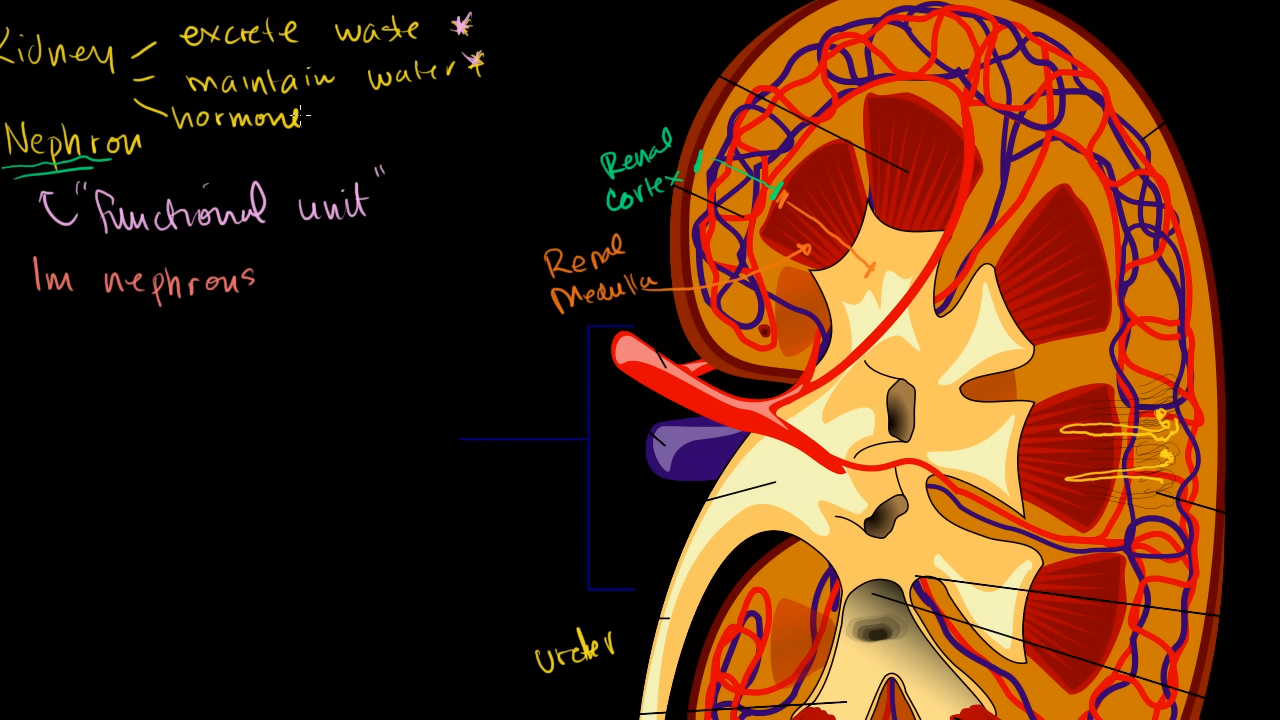 Kidney
excrete waste *
maintain water *
hormone
Nephron
"functional unit"
1m nephrons
Renal
Cortex
Renal
Medulla
Ureter